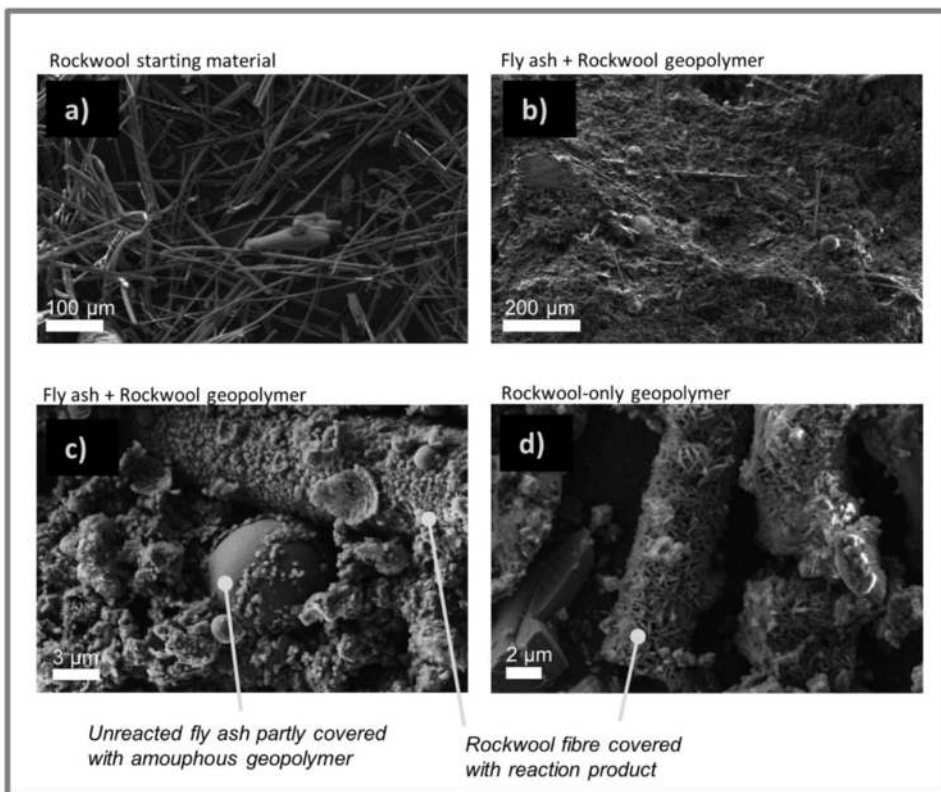 Rockwool starting material
a)
100 µm
Fly ash + Rockwool geopolymer
b)
200 µm
Fly ash + Rockwool geopolymer
c)
3 µm
Rockwool-only geopolymer
d)
2 µm
Unreacted fly ash partly covered
with amouphous geopolymer
Rockwool fibre covered
with reaction product